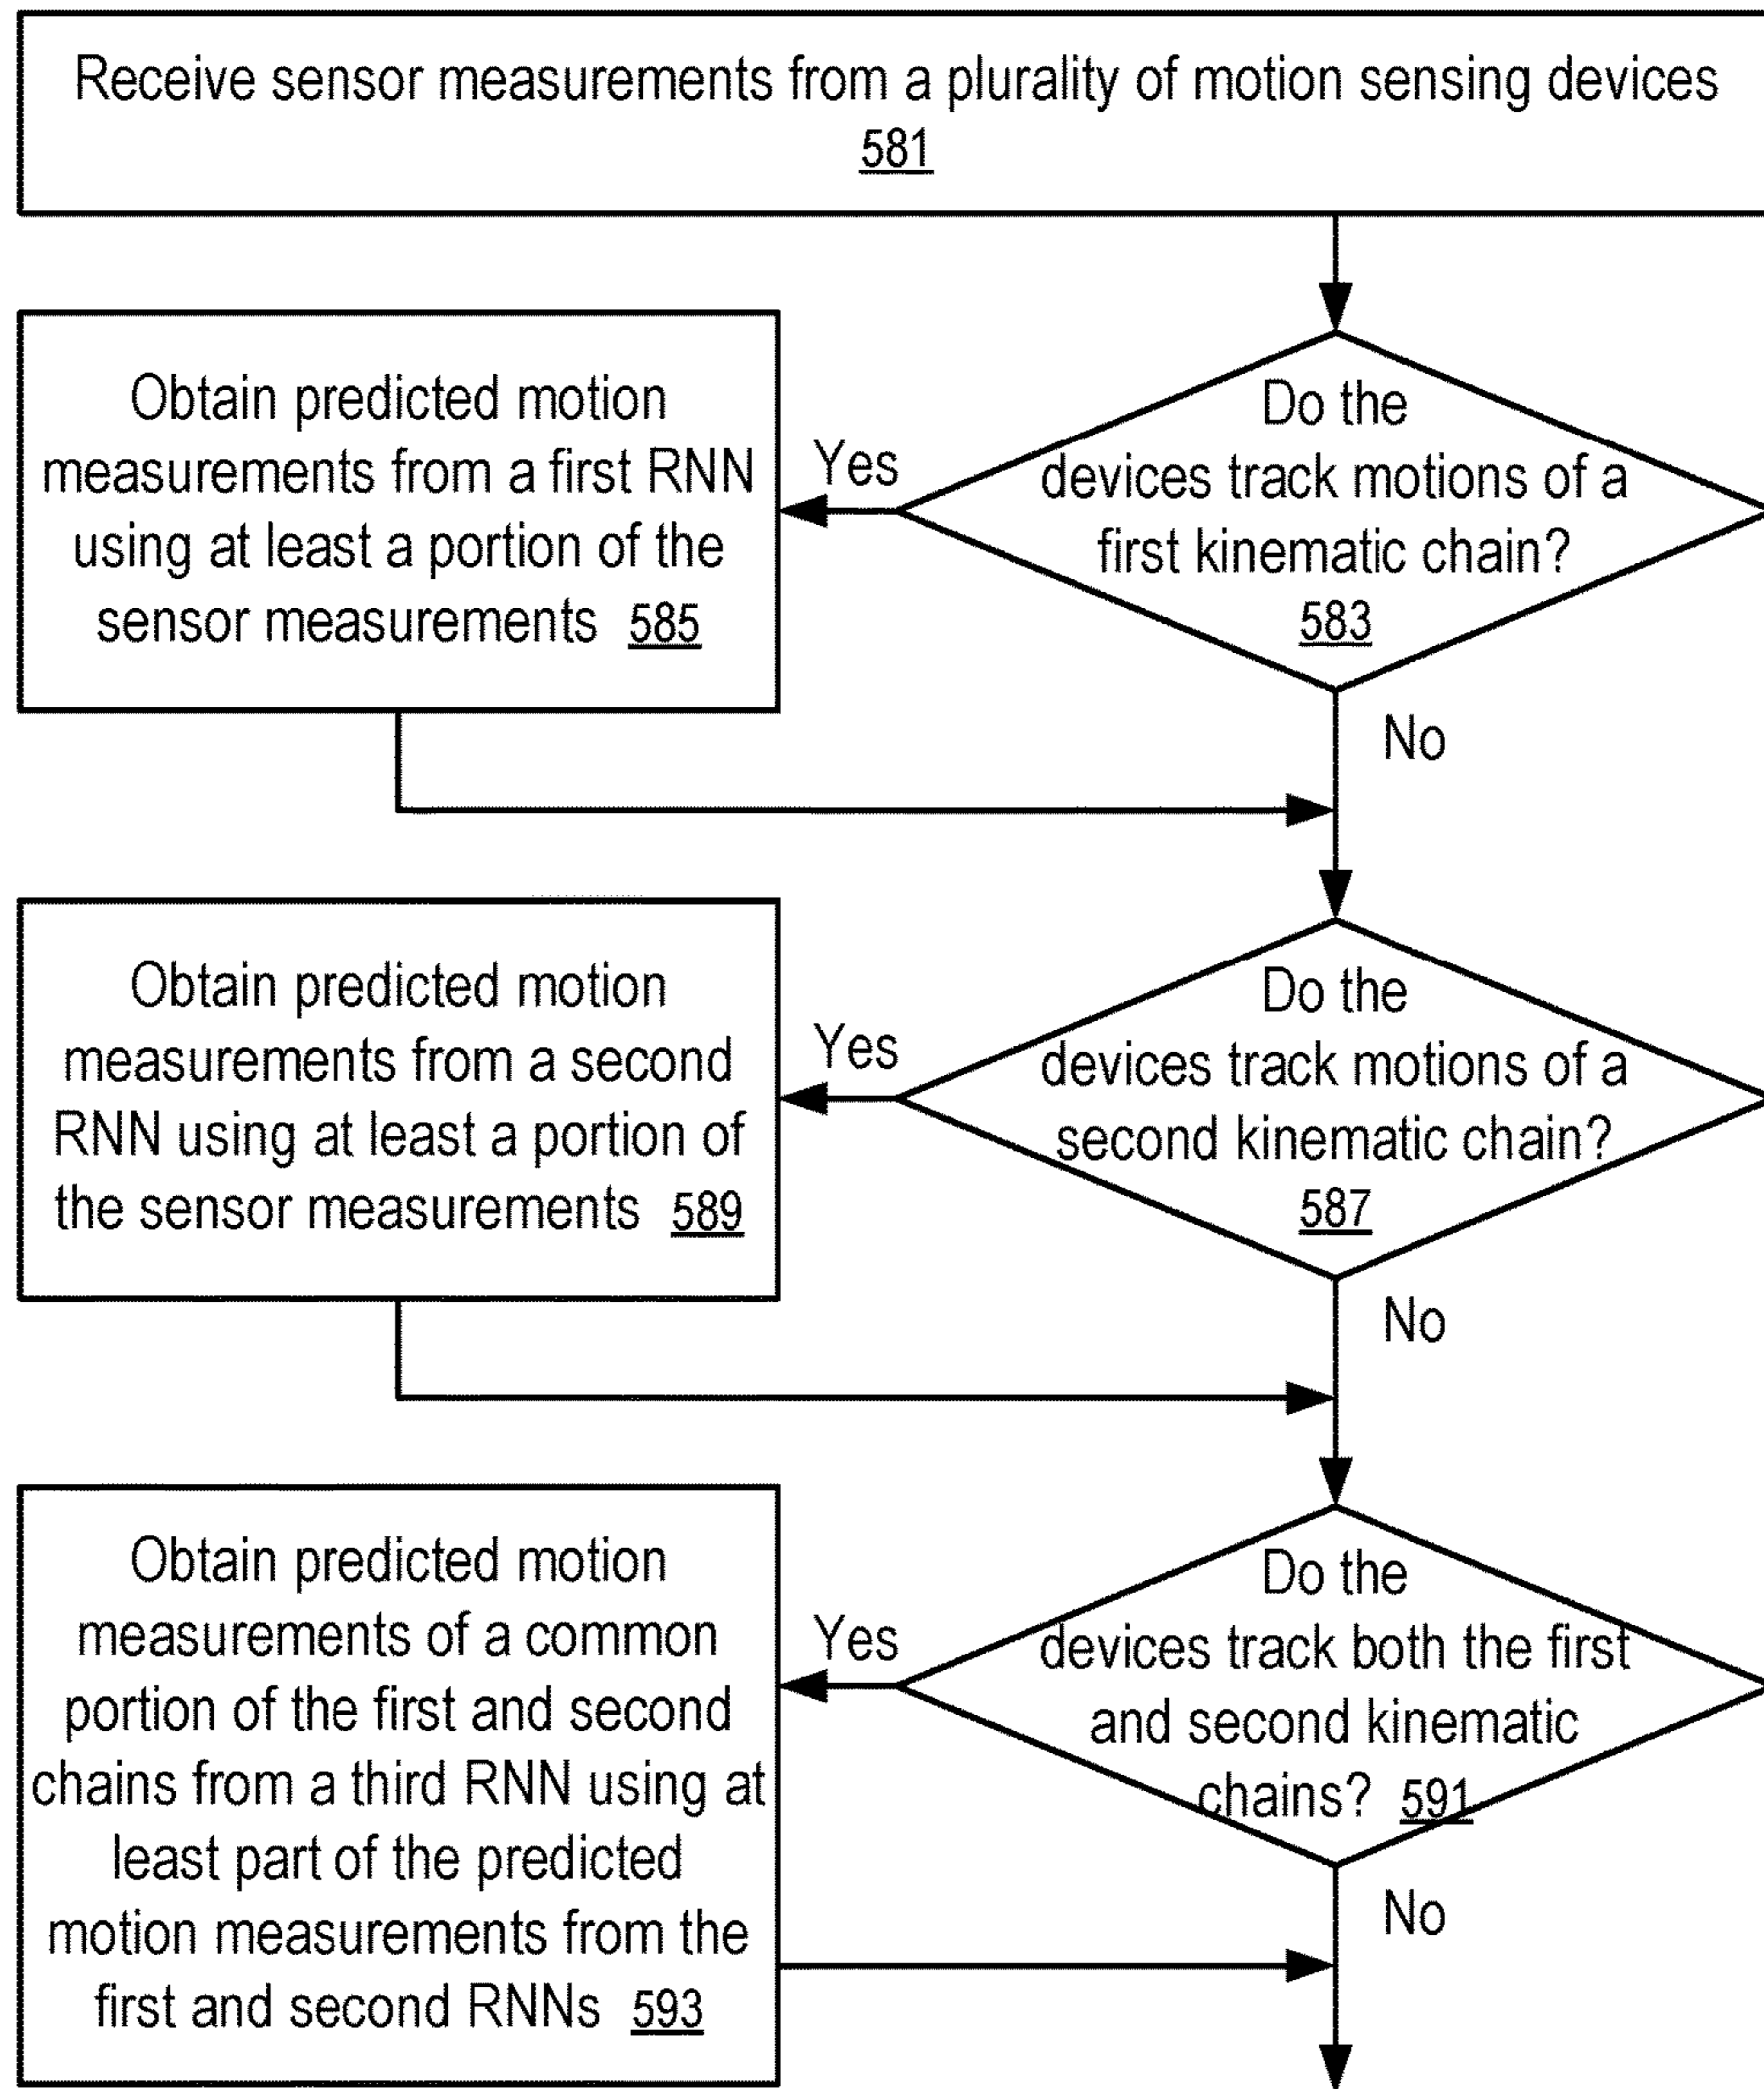 Receive sensor measurements from a plurality of motion sensing devices
581
Do the
devices track motions of a
first kinematic chain?
583
Yes
Obtain predicted motion
measurements from a first RNN
using at least a portion of the
sensor measurements 585
No
Do the
devices track motions of a
second kinematic chain?
587
Yes
Obtain predicted motion
measurements from a second
RNN using at least a portion of
the sensor measurements 589
No
Do the
devices track both the first
and second kinematic
chains? 591
Yes
Obtain predicted motion
measurements of a common
portion of the first and second
chains from a third RNN using at
least part of the predicted
motion measurements from the
first and second RNNs 593
No